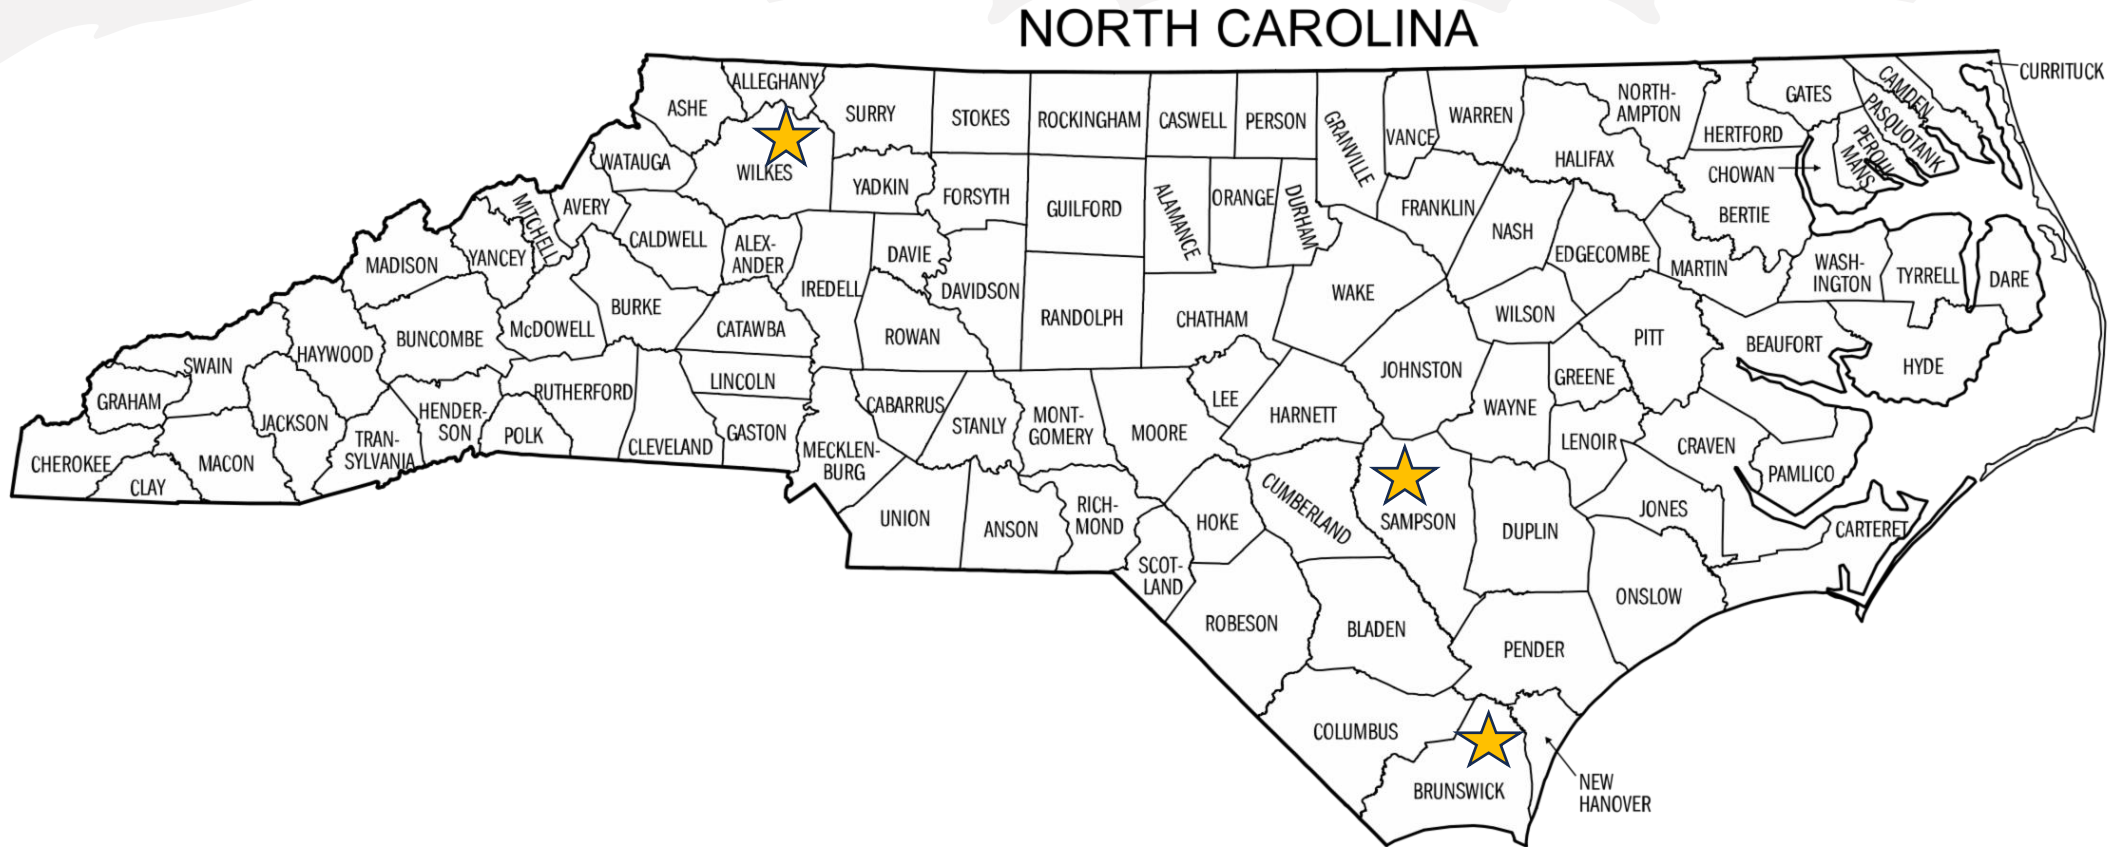 NORTH CAROLINA
CURRITUCK
ALLEGHANY
ASHE
SURRY
STOKES
ROCKINGHAM
CASWELL
PERSON
GRANVILLE
VANCE
WARREN
NORTH-
AMPTON
GATES
CAMDEN
PASQUOTANK
PERQUI
MANS
HERTFORD
CHOWAN
HALIFAX
WATAUGA
WILKES
YADKIN
FORSYTH
GUILFORD
ALAMANCE
ORANGE
DURHAM
FRANKLIN
NASH
BERTIE
MITCHELL
AVERY
CALDWELL
ALEX-
ANDER
DAVIE
EDGECOMBE
MARTIN
WASH-
INGTON
TYRRELL
DARE
MADISON
YANCEY
IREDELL
DAVIDSON
WAKE
BURKE
McDOWELL
CATAWBA
ROWAN
RANDOLPH
CHATHAM
WILSON
PITT
BEAUFORT
HYDE
BUNCOMBE
HAYWOOD
SWAIN
GRAHAM
JACKSON
RUTHERFORD
LINCOLN
CABARRUS
STANLY
MONT-
GOMERY
MOORE
LEE
HARNETT
JOHNSTON
GREENE
WAYNE
LENOIR
CRAVEN
PAMLICO
HENDER-
SON
POLK
CLEVELAND
GASTON
MECKLEN-
BURG
TRAN-
SYLVANIA
CHEROKEE
CLAY
MACON
UNION
ANSON
RICH-
MOND
HOKE
CUMBERLAND
SAMPSON
DUPLIN
JONES
CARTERET
SCOT-
LAND
ROBESON
BLADEN
ONSLOW
PENDER
COLUMBUS
BRUNSWICK
NEW
HANOVER